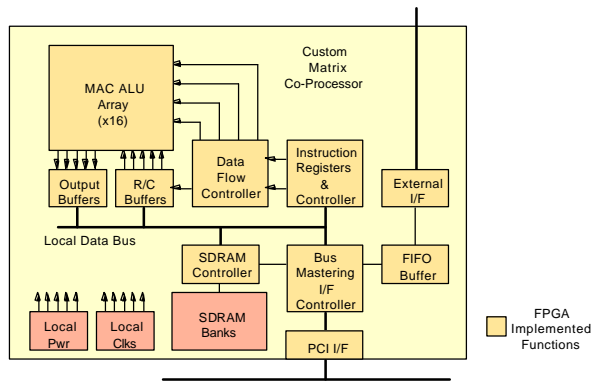 Custom
Matrix
Co-Processor
MAC ALU
Array
(x16)
Data
Flow
Controller
Instruction
Registers
&
Controller
Output
Buffers
R/C
Buffers
External
I/F
Local Data Bus
SDRAM
Controller
Bus
Mastering
I/F
Controller
FIFO
Buffer
Local
Pwr
Local
Clks
SDRAM
Banks
PCI I/F
FPGA
Implemented
Functions